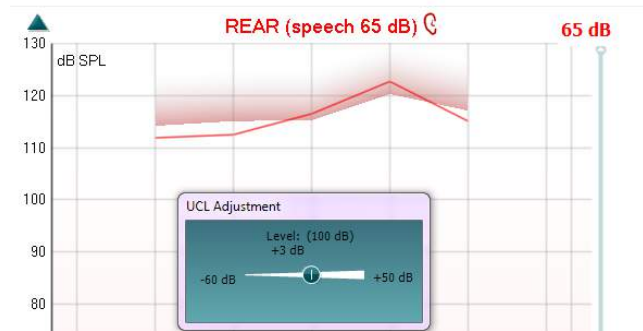 REAR (speech 65 dB)
65 dB
130
dB SPL
120
110
100
90
80
UCL Adjustment
Level: (100 dB)
+3 dB
-60 dB
+50 dB